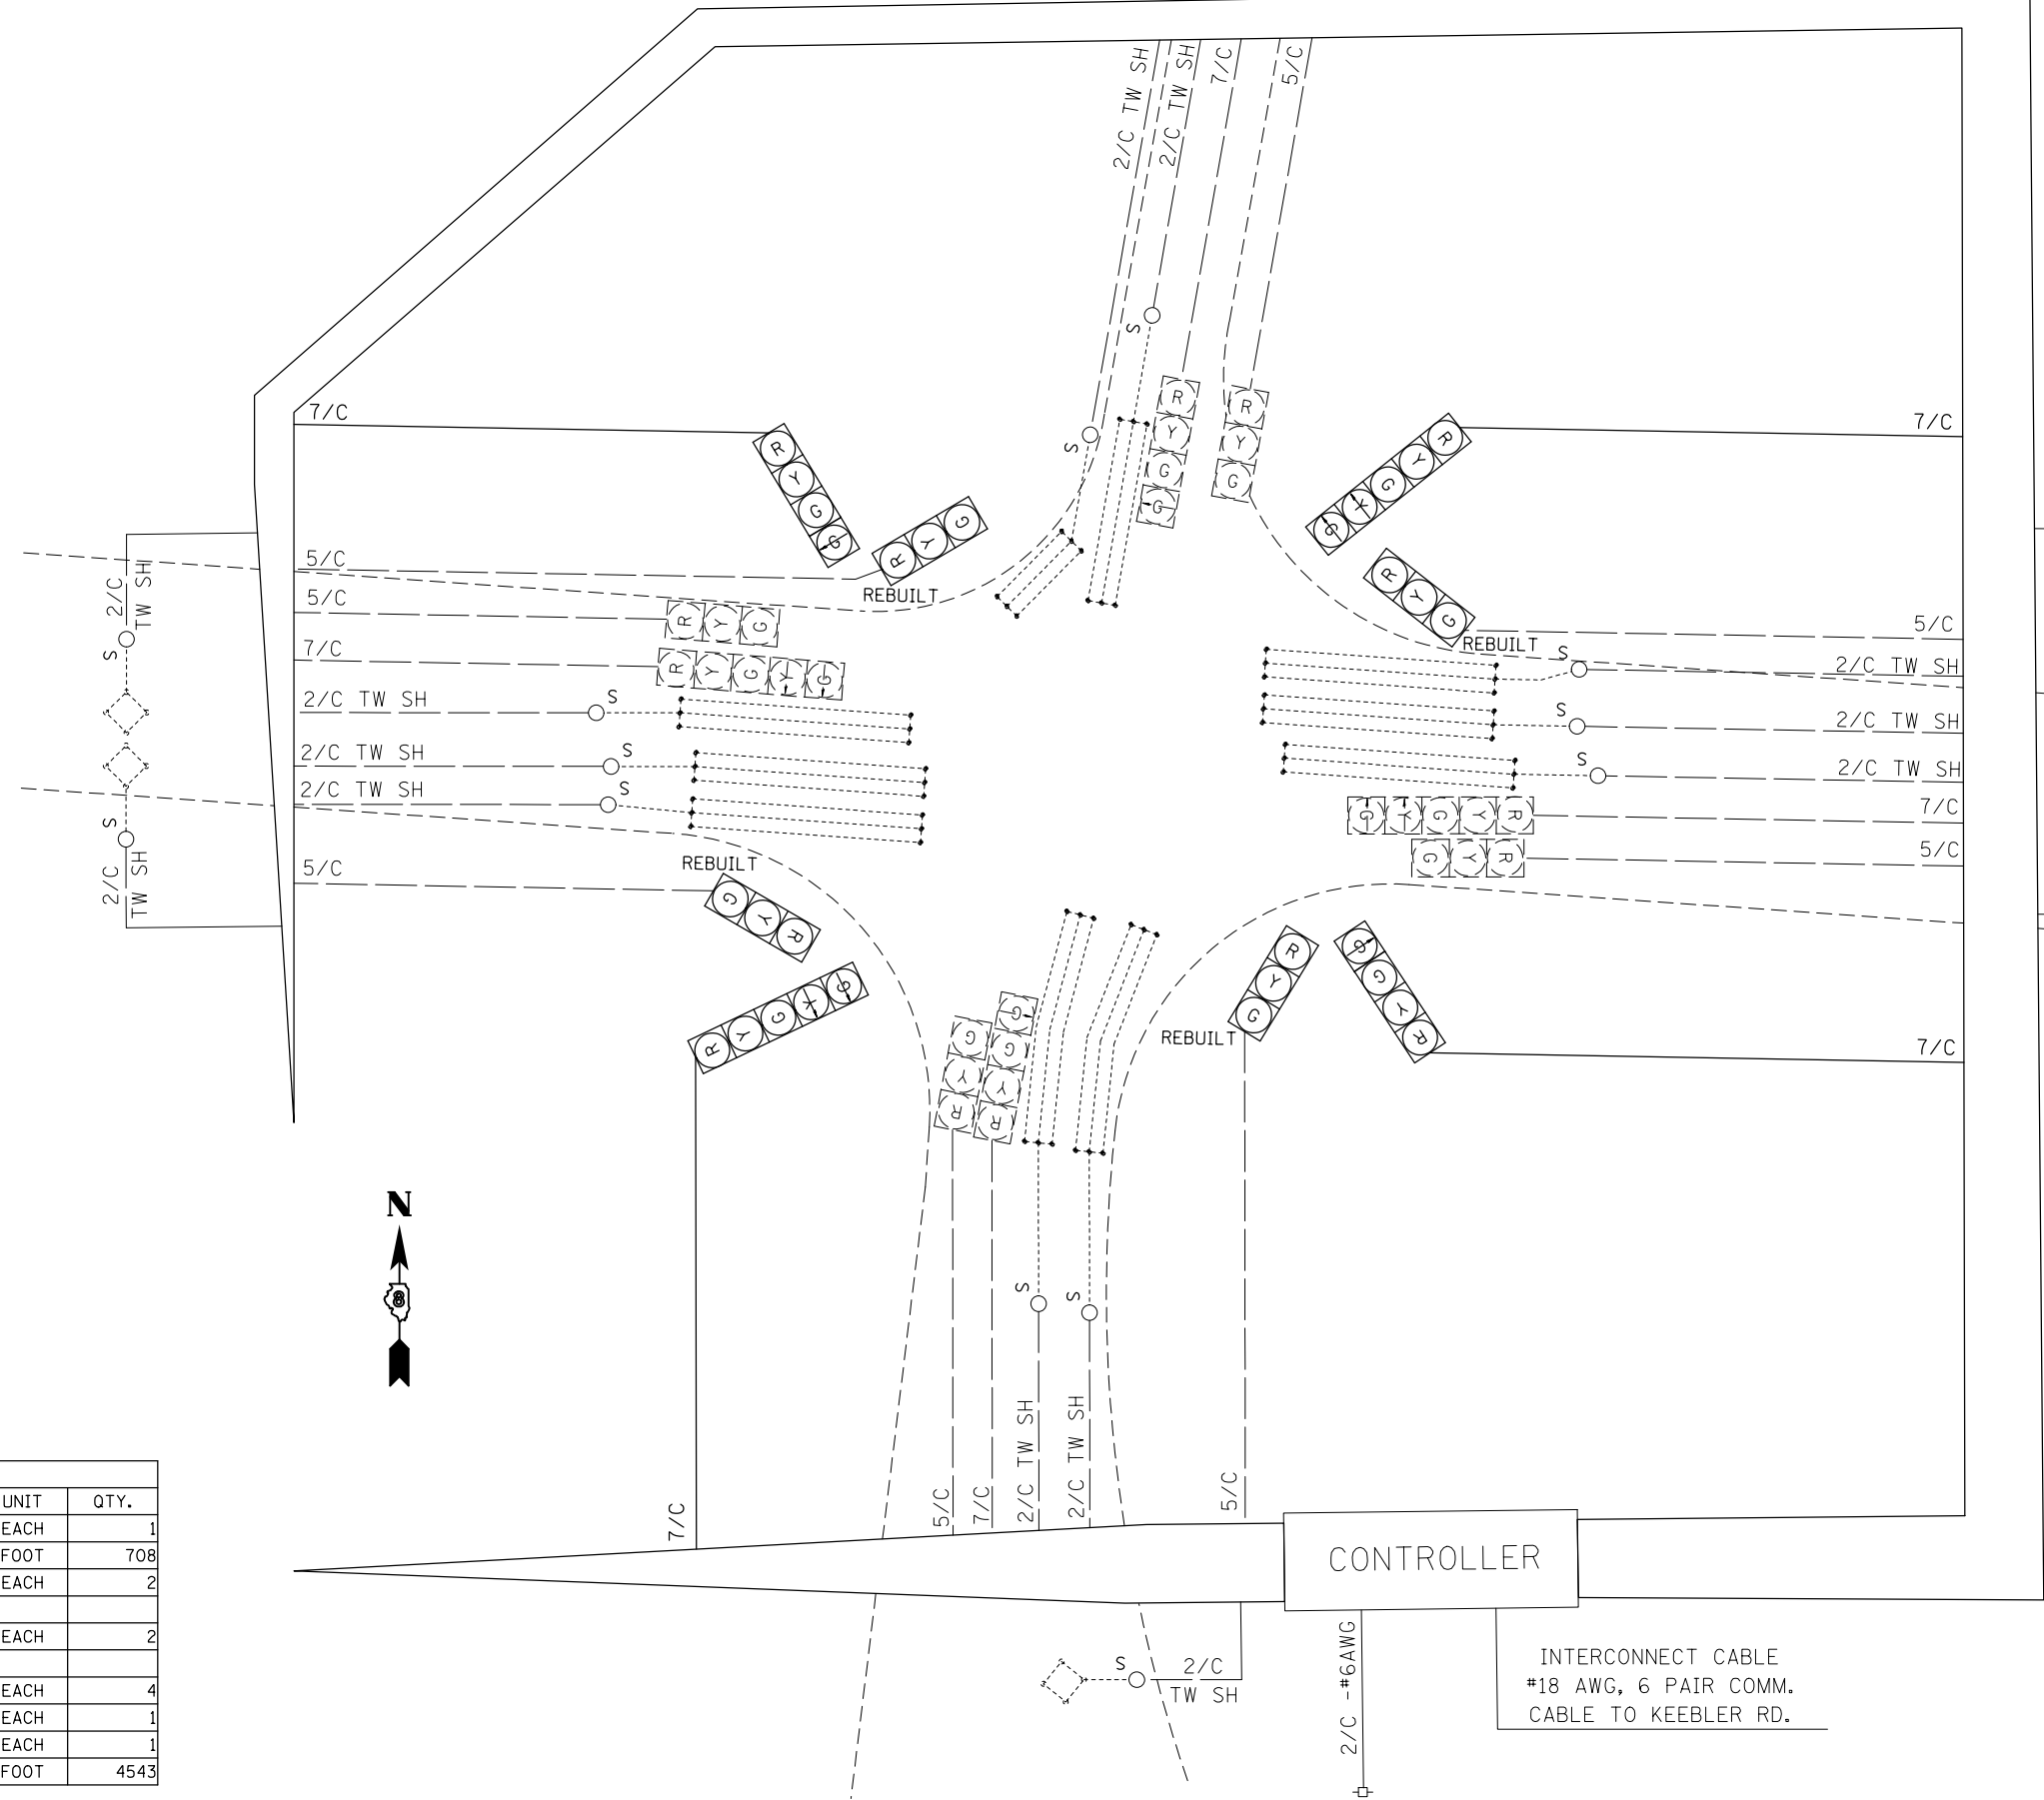 2/C TW SH
2/C TW SH
7/C
5/C
S
S
R
Y
G
G
R
Y
G
7/C
R
Y
G
G
R
Y
G
Y
G
7/C
5/C
R
Y
G
REBUILT
R
Y
G
REBUILT
5/C
2/C
TW SH
S
5/C
R
Y
G
7/C
R
Y
G
Y
G
2/C TW SH
S
2/C TW SH
S
2/C TW SH
S
S
2/C TW SH
S
2/C TW SH
S
2/C TW SH
G
Y
G
Y
R
7/C
G
Y
R
5/C
S
2/C
TW SH
5/C
REBUILT
G
Y
R
R
Y
G
Y
G
R
Y
G
REBUILT
G
G
Y
R
7/C
G
Y
R
G
G
Y
R
N
8
S
S
7/C
5/C
7/C
2/C TW SH
2/C TW SH
5/C
CONTROLLER
S
2/C
TW SH
2/C -#6AWG
INTERCONNECT CABLE
#18 AWG, 6 PAIR COMM.
CABLE TO KEEBLER RD.
UNIT QTY.
EACH 1
FOOT 708
EACH 2
EACH 2
EACH 4
EACH 1
EACH 1
FOOT 4543